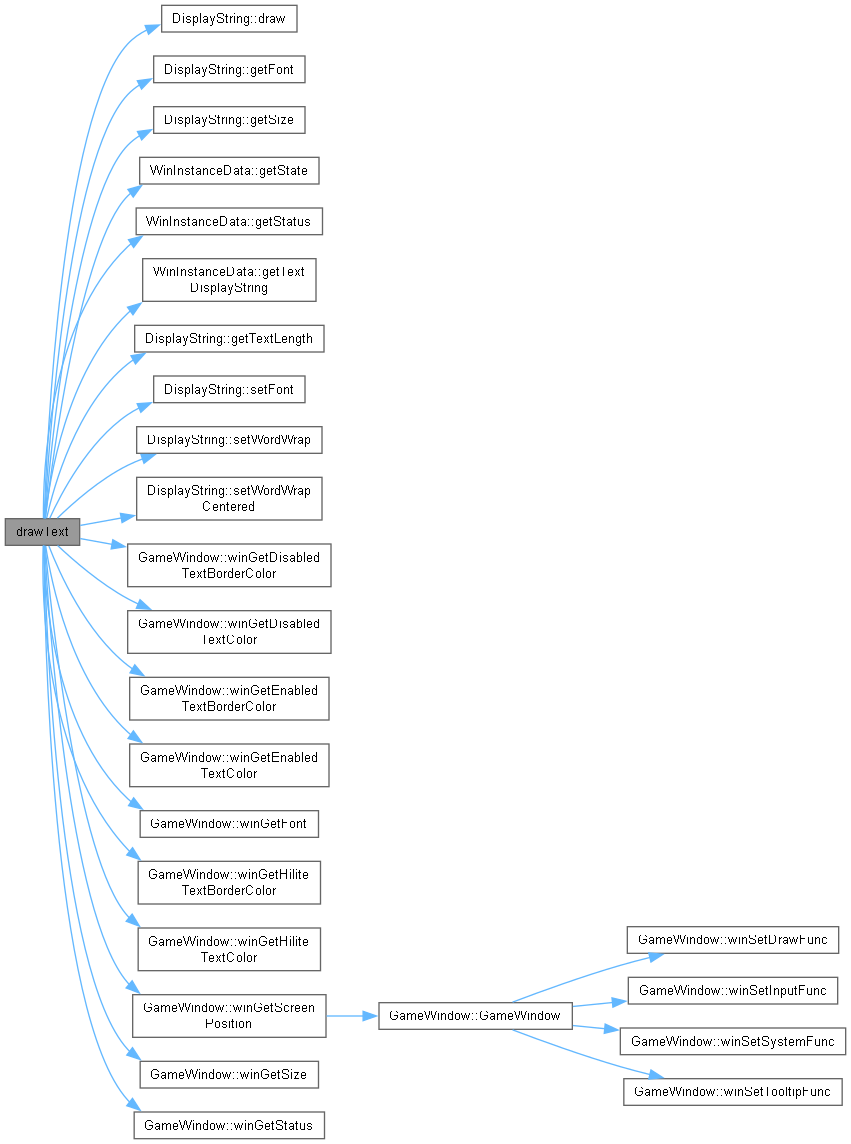 DisplayString::draw
DisplayString::getFont
DisplayString::getSize
WinInstanceData::getState
WinInstanceData::getStatus
WinInstanceData::getText
DisplayString
DisplayString::getTextLength
DisplayString::setFont
DisplayString::setWordWrap
DisplayString::setWordWrap
Centered
drawText
GameWindow::winGetDisabled
TextBorderColor
GameWindow::winGetDisabled
TextColor
GameWindow::winGetEnabled
TextBorderColor
GameWindow::winGetEnabled
TextColor
GameWindow::winGetFont
GameWindow::winGetHilite
TextBorderColor
GameWindow::winGetHilite
TextColor
GameWindow::winGetScreen
Position
GameWindow::winGetSize
GameWindow::winGetStatus
GameWindow::GameWindow
GameWindow::winSetDrawFunc
GameWindow::winSetInputFunc
GameWindow::winSetSystemFunc
GameWindow::winSetTooltipFunc